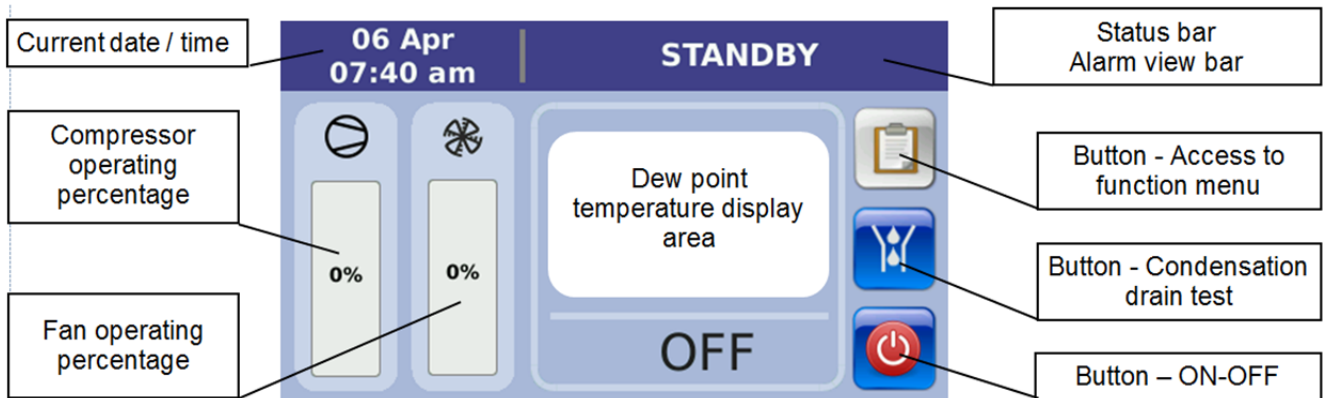 Current date / time
06 Apr
07:40 am
STANDBY
Status bar
Alarm view bar
Compressor
operating
percentage
0%
0%
Dew point
temperature display
area
Button - Access to
function menu
Button - Condensation
drain test
Fan operating
percentage
OFF
Button – ON-OFF